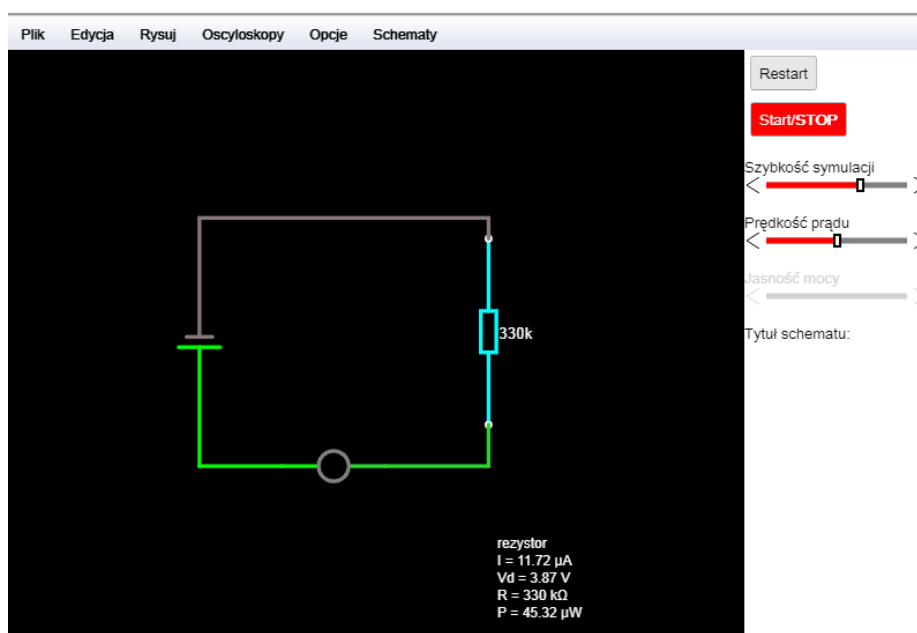 Plik Edycja Rysuj Oscyloskopy Opcje Schematy
Restart
Start/STOP
Szybkość symulacji
Prędkość prądu
Jasność mocy
Tytuł schematu:
330k
rezystor
I = 11.72 µA
Vd = 3.87 V
R = 330 kΩ
P = 45.32 µW